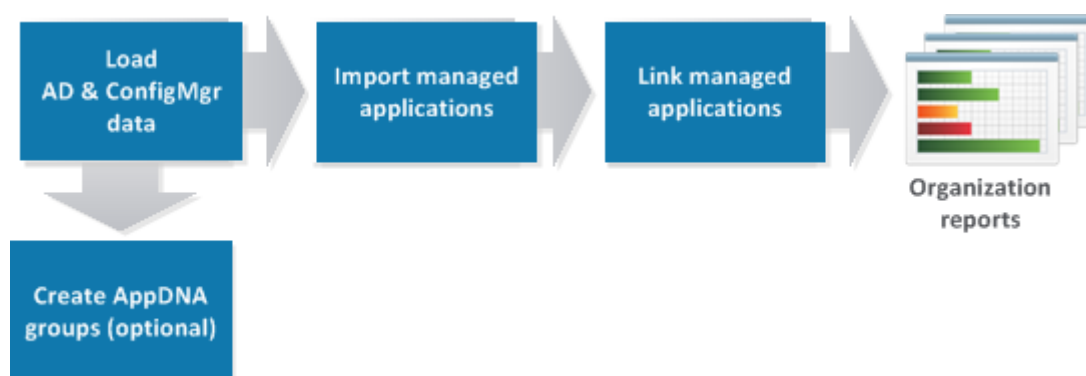 Load
AD & ConfigMgr
data
Import managed
applications
Link managed
applications
Organization
reports
Create AppDNA
groups (optional)